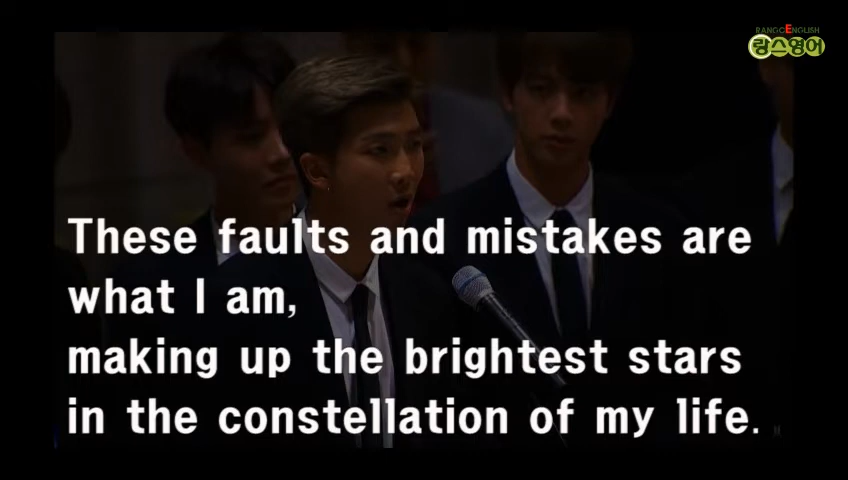 RANGCENGLISH
랑스영어
These faults and mistakes are
what I am,
making up the brightest stars
in the constellation of my life.